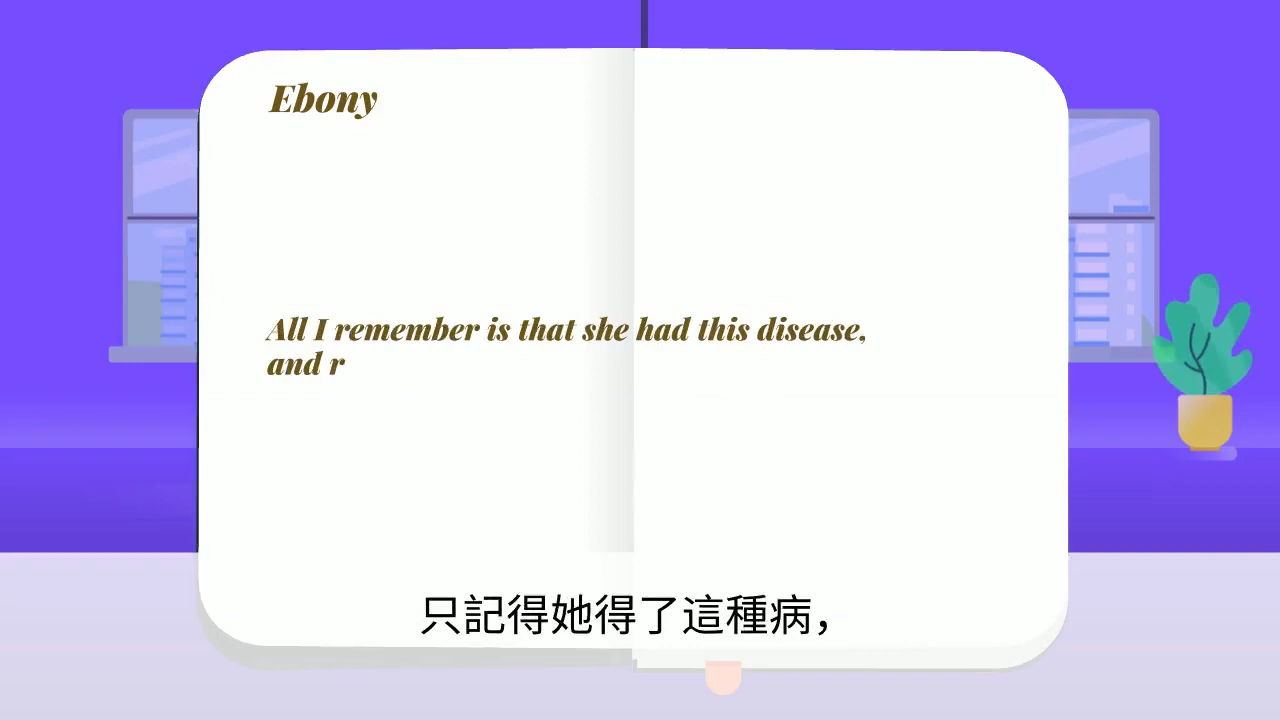 Ebony
All I remember is that she had this disease,
and r
只記得她得了這種病，